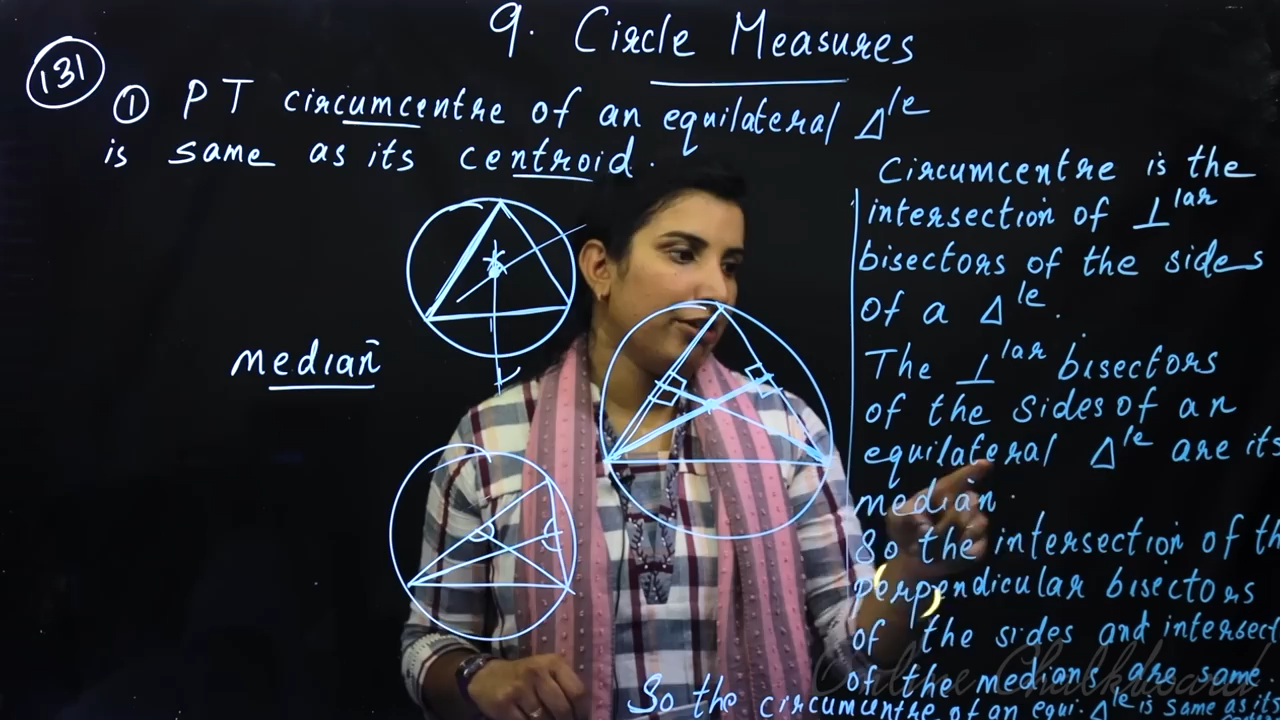 9. Circle Measures
131
① PT circumcentre of an equilateral Δle
is same as its centroid.
Circumcentre is the
intersection of ⊥lar
bisectors of the sides
of a Δle.
The ⊥lar bisectors
of the sides of an
equilateral Δle are its
median.
So the intersection of th
perpendicular bisectors
of the sides and intersect
of the medians are same.
So the circumcentre of an equi. Δle is same as its
median
Online Chalkboard